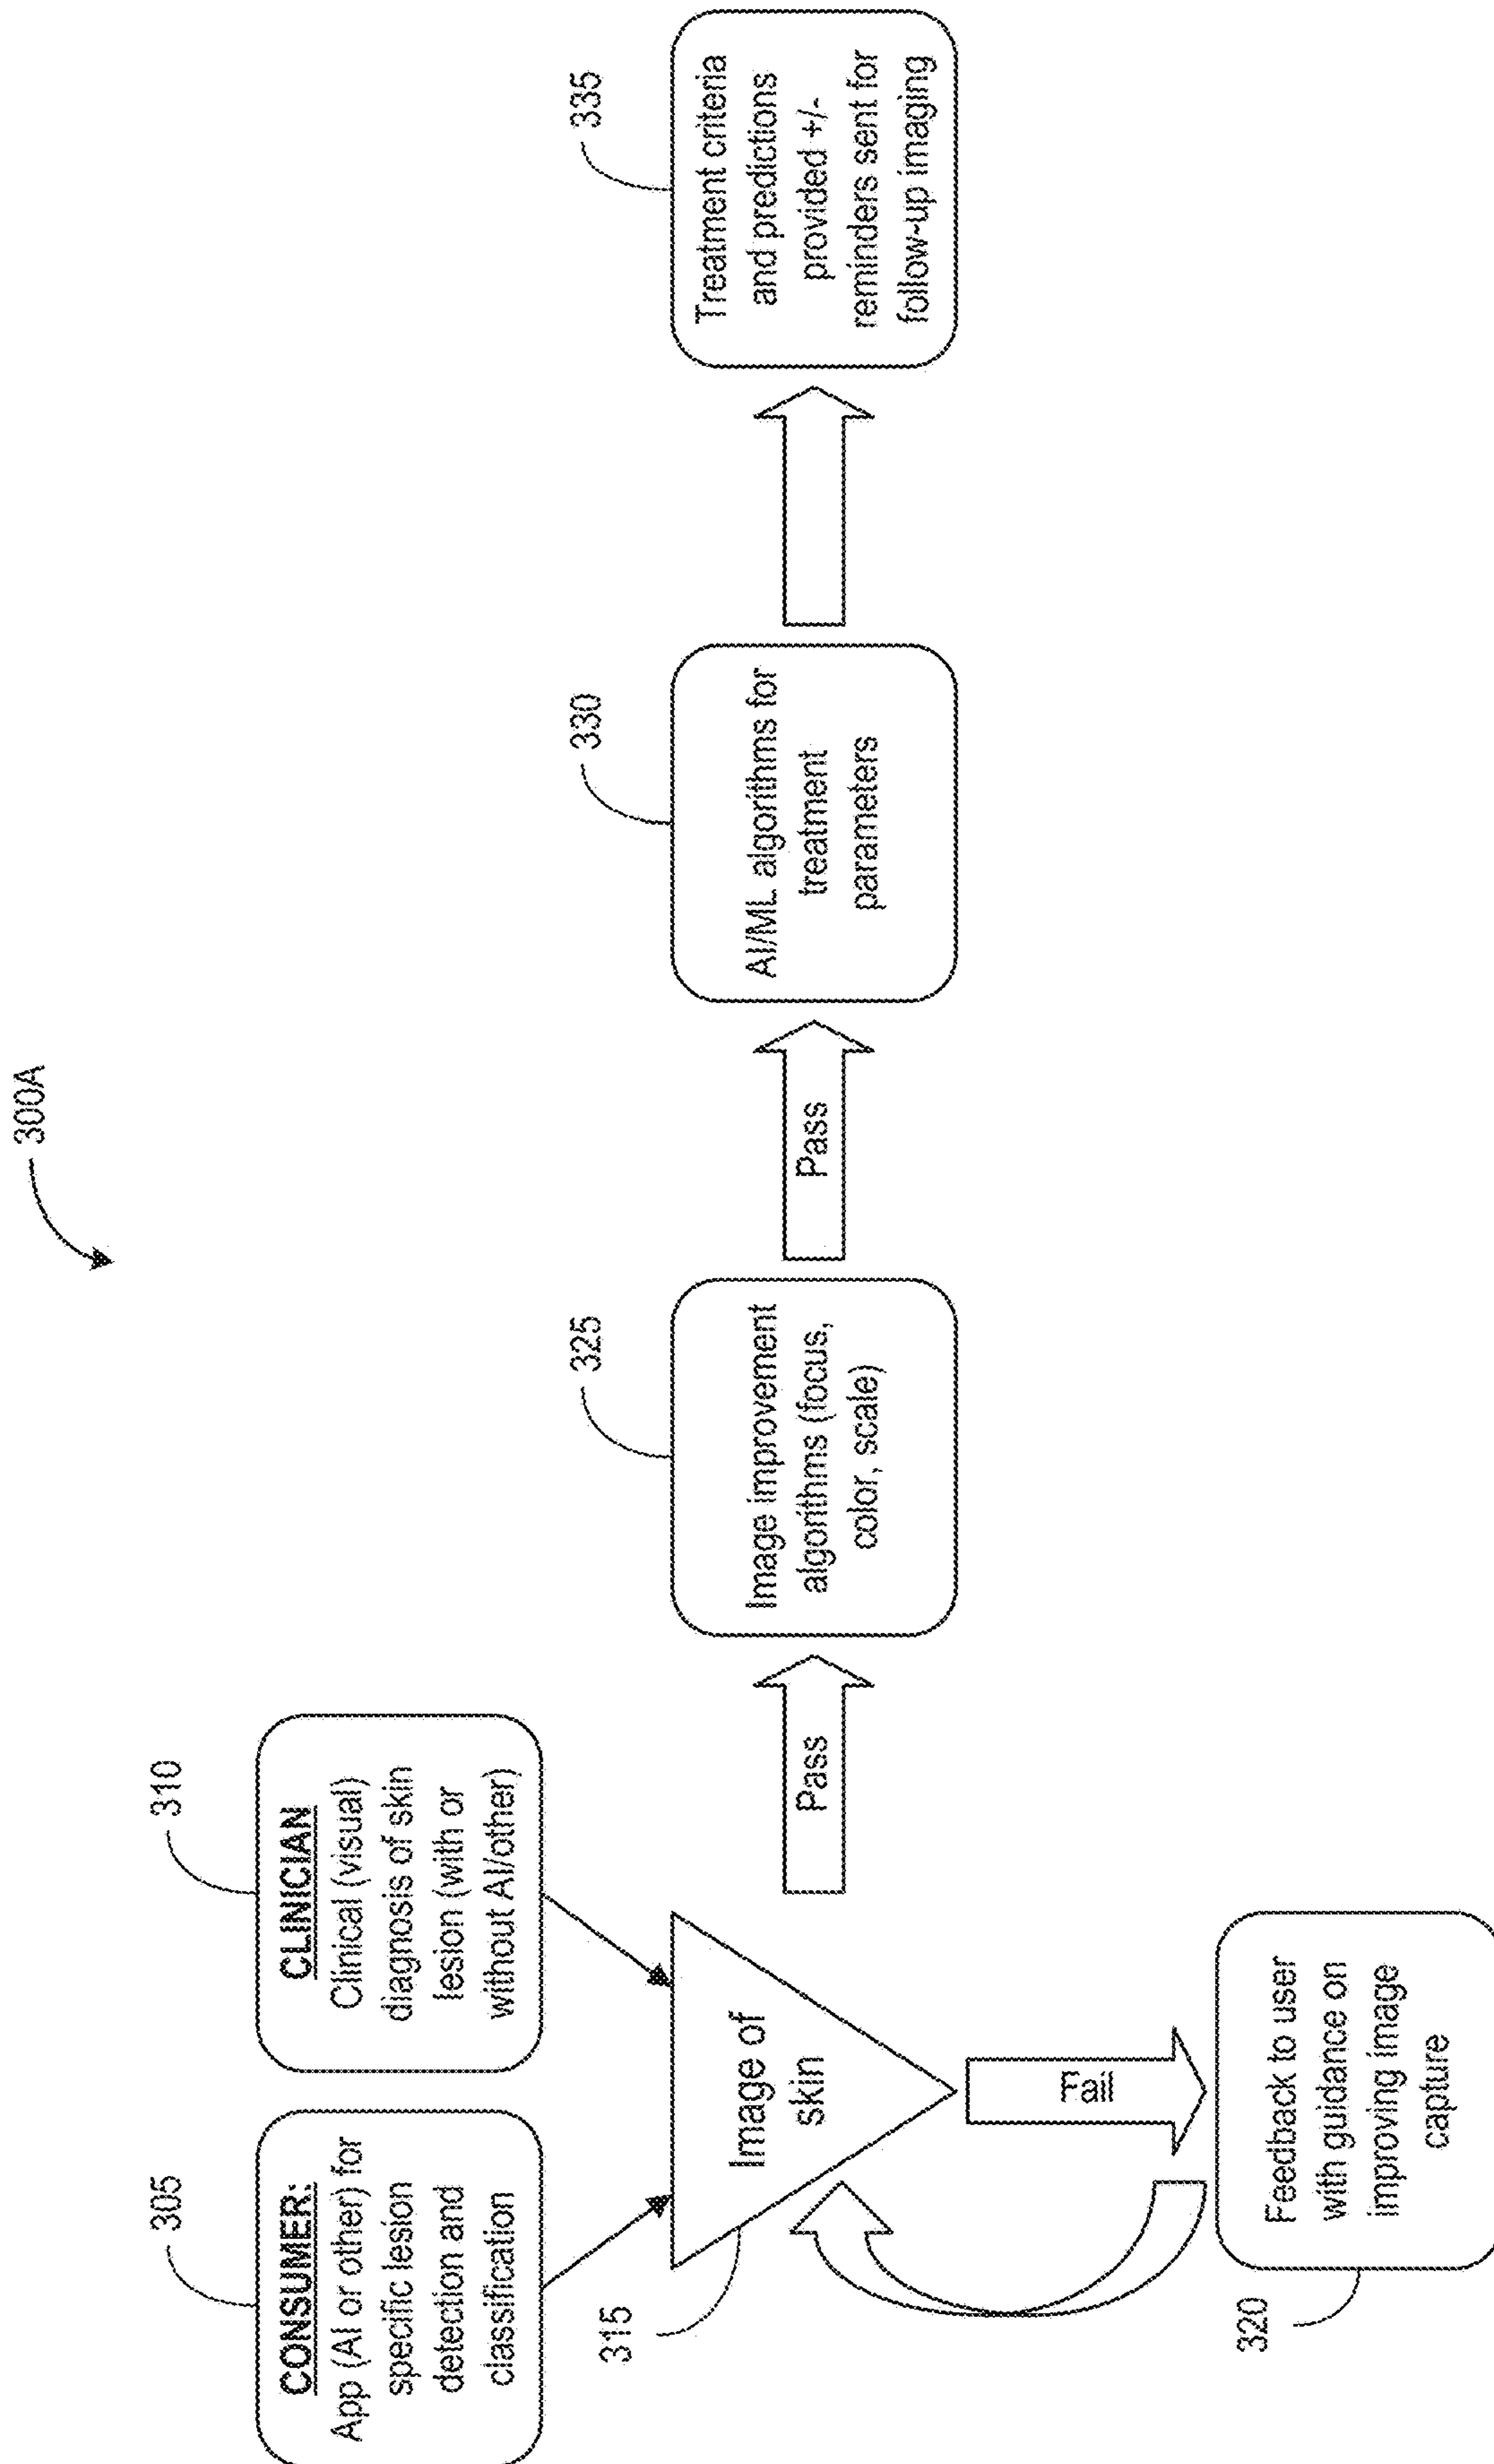 300A
305
CONSUMER:
App (AI or other) for
specific lesion
detection and
classification
310
CLINICIAN
Clinical (visual)
diagnosis of skin
lesion (with or
without AI/other)
315
Image of
skin
Fail
320
Feedback to user
with guidance on
improving image
capture
Pass
325
Image improvement
algorithms (focus,
color, scale)
Pass
330
AI/ML algorithms for
treatment
parameters
335
Treatment criteria
and predictions
provided +/-
reminders sent for
follow-up imaging